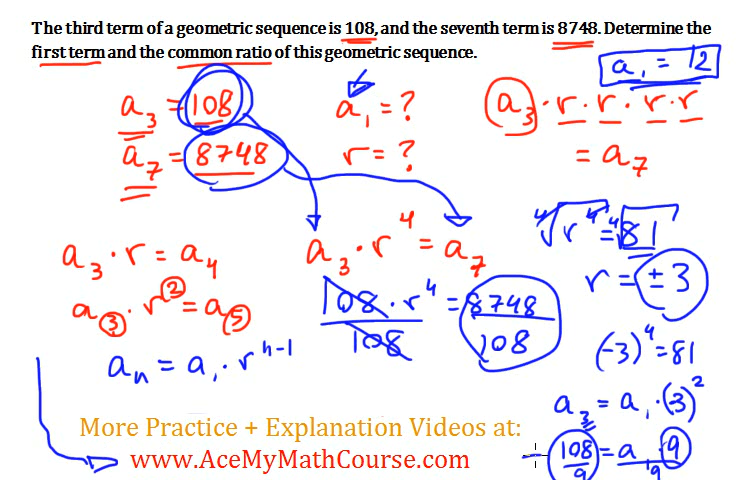 The third term of a geometric sequence is 108, and the seventh term is 8748. Determine the
first term and the common ratio of this geometric sequence.
a₁ = 12
a₃ = 108
a₁ = ?
a₃ · r · r · r · r
a₇ = 8748
r = ?
= a₇
⁴√r⁴ = ⁴√81
a₃ · r = a₄
a₃ · r⁴ = a₇
r = ± 3
a₃ · r² = a₅
108 · r⁴ = 8748
108 108
(-3)⁴ = 81
aₙ = a₁ · rⁿ⁻¹
a₃ = a₁ · (3)²
More Practice + Explanation Videos at:
www.AceMyMathCourse.com
108 = a₁ · 9
9 9